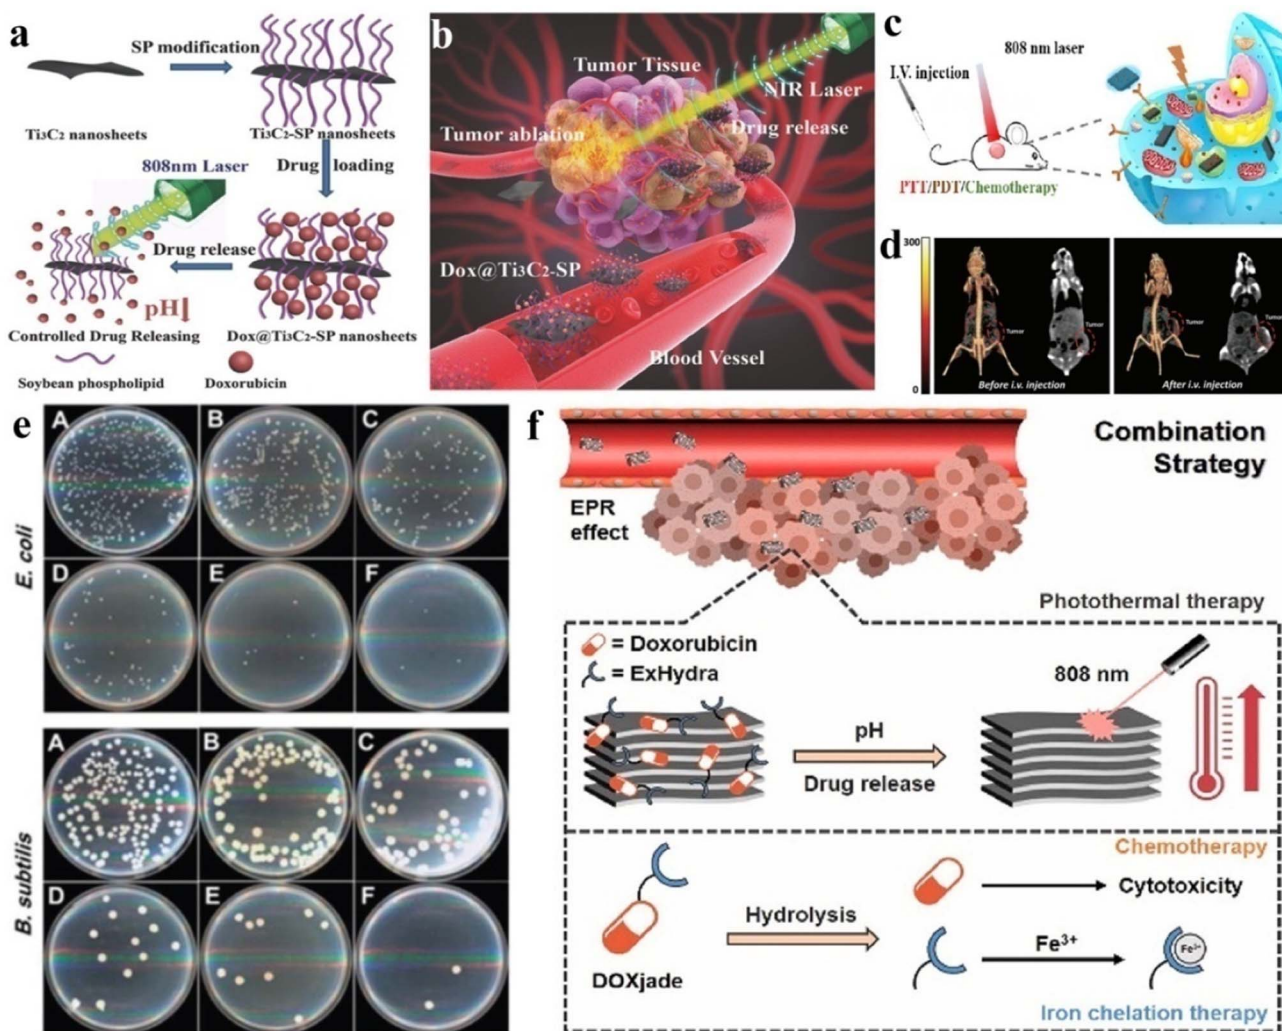 a
SP modification
Ti3C2 nanosheets
Ti3C2-SP nanosheets
808nm Laser
Drug loading
Drug release
pH
Controlled Drug Releasing
Dox@Ti3C2-SP nanosheets
Soybean phospholipid
Doxorubicin
b
Tumor Tissue
NIR Laser
Tumor ablation
Drug release
Dox@Ti3C2-SP
Blood Vessel
c
808 nm laser
I.V. injection
PTT/PDT/Chemotherapy
d
300
0
Tumor
Tumor
Before i.v. injection
Tumor
Tumor
After i.v. injection
e
E. coli
A
B
C
D
E
F
B. subtilis
A
B
C
D
E
F
f
Combination
Strategy
EPR
effect
Photothermal therapy
= Doxorubicin
= ExHydra
808 nm
pH
Drug release
Chemotherapy
Cytotoxicity
Hydrolysis
DOXjade
Fe³⁺
Fe³⁺
Iron chelation therapy